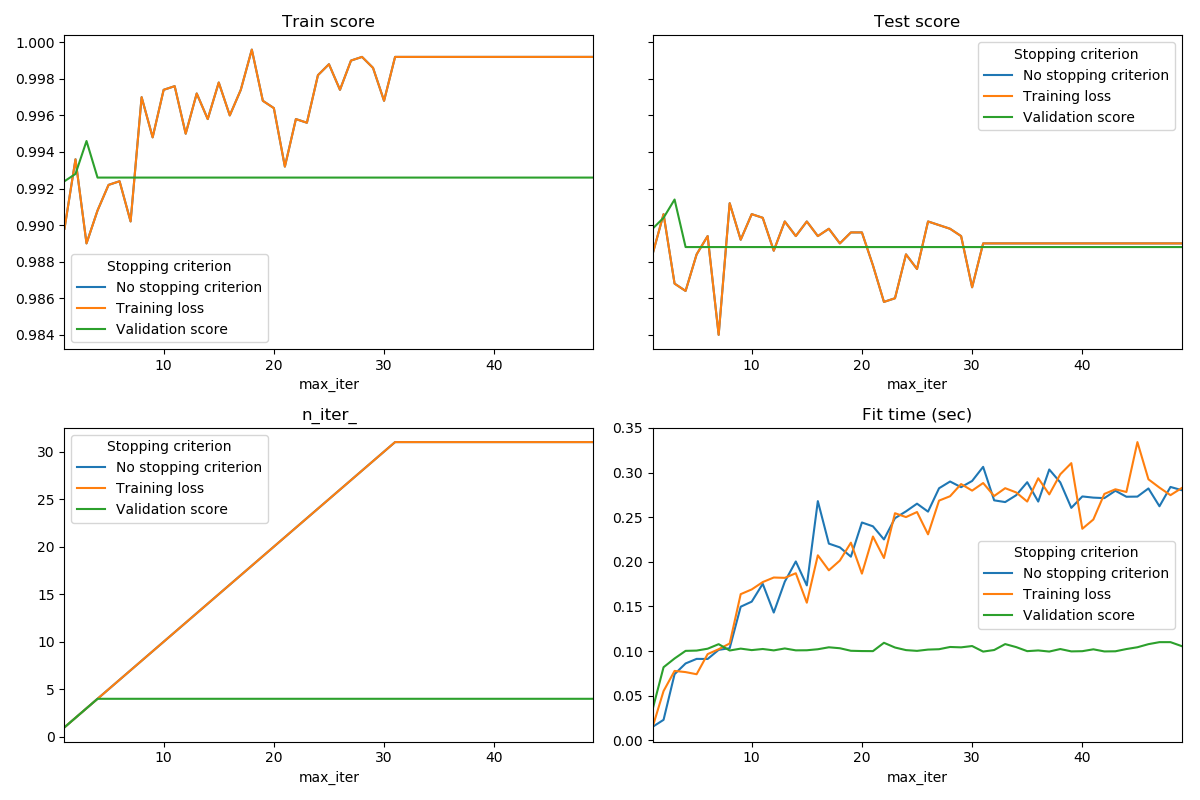 Train score
1.000
0.998
0.996
0.994
0.992
0.990
0.988
0.986
0.984
Stopping criterion
No stopping criterion
Training loss
Validation score
10
20
30
40
max_iter
Test score
Stopping criterion
No stopping criterion
Training loss
Validation score
10
20
30
40
max_iter
n_iter_
30
25
20
15
10
5
0
Stopping criterion
No stopping criterion
Training loss
Validation score
10
20
30
40
max_iter
Fit time (sec)
0.35
0.30
0.25
0.20
0.15
0.10
0.05
0.00
Stopping criterion
No stopping criterion
Training loss
Validation score
10
20
30
40
max_iter